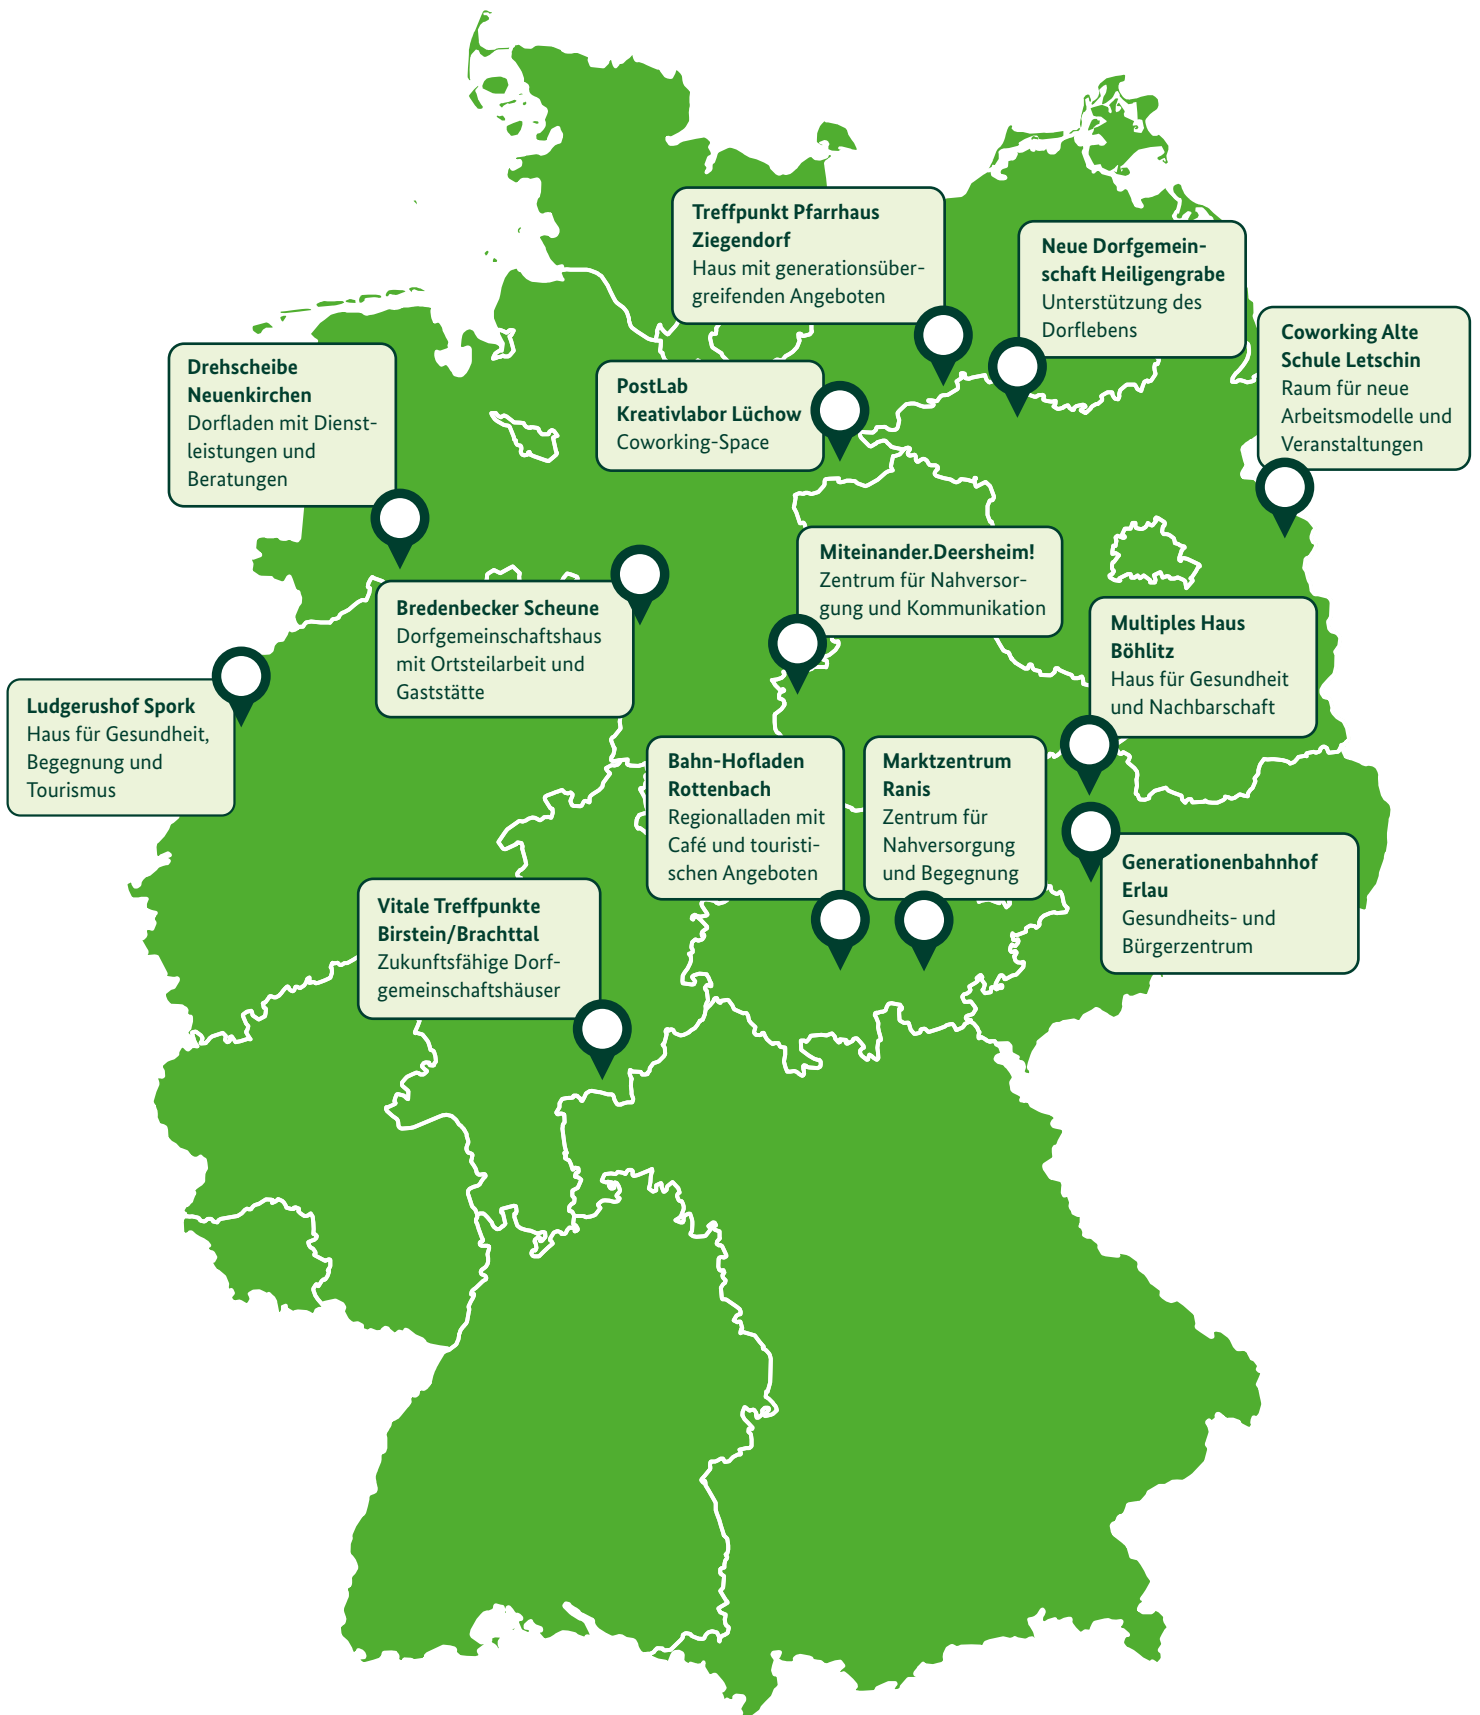 Treffpunkt Pfarrhaus
Ziegendorf
Haus mit generationsüber-
greifenden Angeboten
Neue Dorfgemein-
schaft Heiligengrabe
Unterstützung des
Dorflebens
Coworking Alte
Schule Letschin
Raum für neue
Arbeitsmodelle und
Veranstaltungen
Drehscheibe
Neuenkirchen
Dorfladen mit Dienst-
leistungen und
Beratungen
PostLab
Kreativlabor Lüchow
Coworking-Space
Miteinander.Deersheim!
Zentrum für Nahversor-
gung und Kommunikation
Bredenbecker Scheune
Dorfgemeinschaftshaus
mit Ortsteilarbeit und
Gaststätte
Multiples Haus
Böhlitz
Haus für Gesundheit
und Nachbarschaft
Ludgerushof Spork
Haus für Gesundheit,
Begegnung und
Tourismus
Bahn-Hofladen
Rottenbach
Regionalladen mit
Café und touristi-
schen Angeboten
Marktzentrum
Ranis
Zentrum für
Nahversorgung
und Begegnung
Generationenbahnhof
Erlau
Gesundheits- und
Bürgerzentrum
Vitale Treffpunkte
Birstein/Brachttal
Zukunftsfähige Dorf-
gemeinschaftshäuser